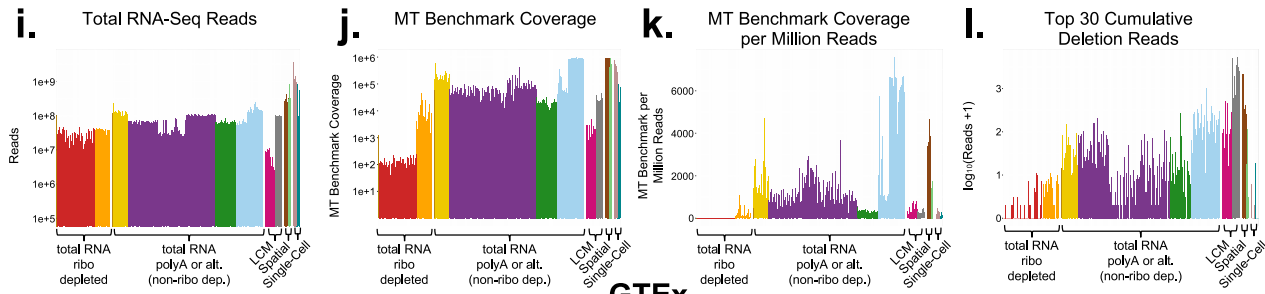 i.
Total RNA-Seq Reads
Reads
1e+9
1e+8
1e+7
1e+6
1e+5
total RNA
ribo
depleted
total RNA
polyA or alt.
(non-ribo dep.)
LCM
Spatial
Single-Cell
j.
MT Benchmark Coverage
MT Benchmark Coverage
1e+6
1e+5
1e+4
1e+3
1e+2
1e+1
total RNA
ribo
depleted
total RNA
polyA or alt.
(non-ribo dep.)
LCM
Spatial
Single-Cell
k.
MT Benchmark Coverage
per Million Reads
MT Benchmark per
Million Reads
6000
4000
2000
0
total RNA
ribo
depleted
total RNA
polyA or alt.
(non-ribo dep.)
LCM
Spatial
Single-Cell
l.
Top 30 Cumulative
Deletion Reads
log₁₀(Reads +1)
3
2
1
0
total RNA
ribo
depleted
total RNA
polyA or alt.
(non-ribo dep.)
LCM
Spatial
Single-Cell
GTEx